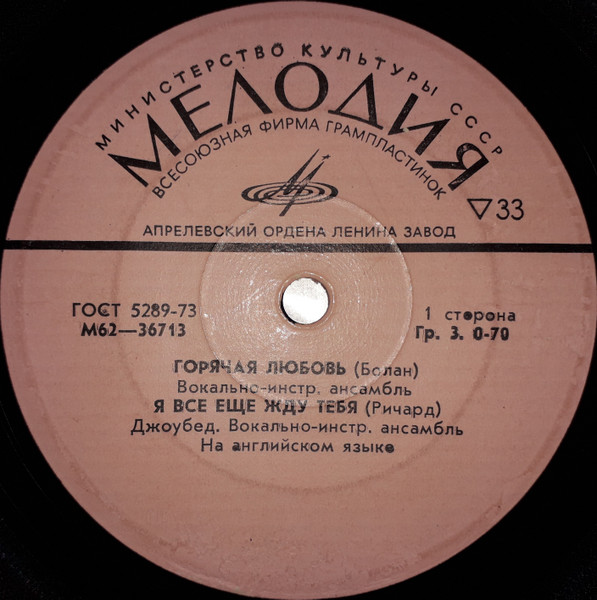 МИНИСТЕРСТВО КУЛЬТУРЫ СССР
МЕЛОДИЯ
ВСЕСОЮЗНАЯ ФИРМА ГРАМПЛАСТИНОК
▽33
АПРЕЛЕВСКИЙ ОРДЕНА ЛЕНИНА ЗАВОД
ГОСТ 5289-73
М62—36713
1 сторона
Гр. 3. 0-70
ГОРЯЧАЯ ЛЮБОВЬ (Болан)
Вокально-инстр. ансамбль
Я ВСЕ ЕЩЕ ЖДУ ТЕБЯ (Ричард)
Джоубед. Вокально-инстр. ансамбль
На английском языке